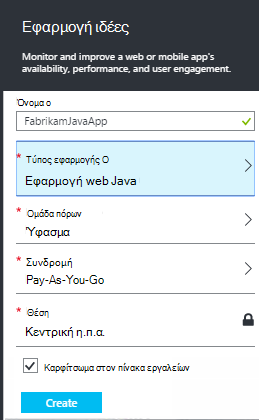 Εφαρμογή ιδέες
Monitor and improve a web or mobile app's
availability, performance, and user engagement.
Όνομα ο
FabrikamJavaApp
* Τύπος εφαρμογής Ο
Εφαρμογή web Java
* Ομάδα πόρων
Ύφασμα
* Συνδρομή
Pay-As-You-Go
* Θέση
Κεντρική η.π.α.
Καρφίτσωμα στον πίνακα εργαλείων
Create